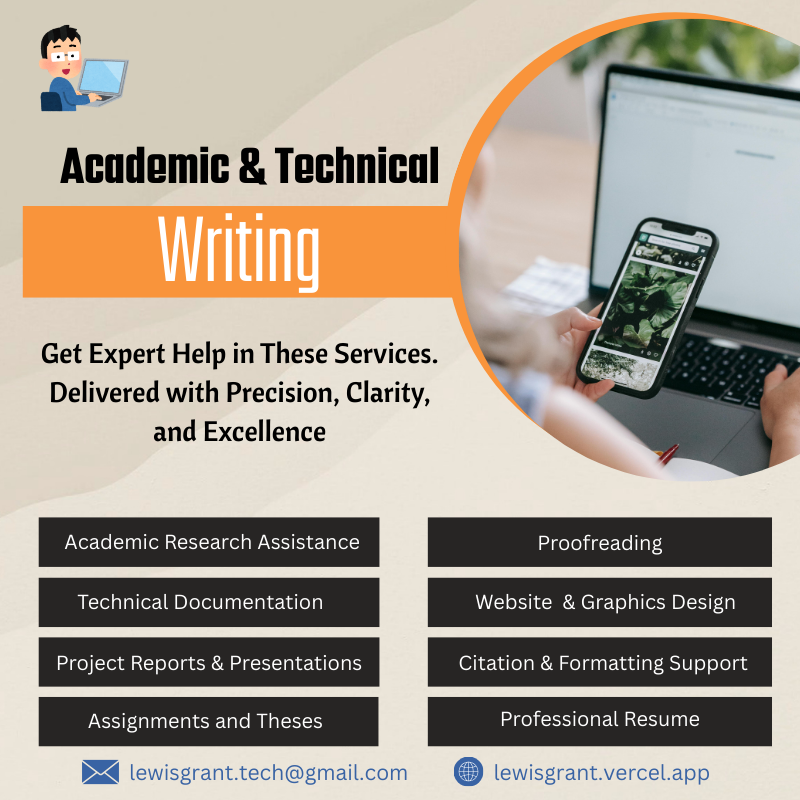 Academic & Technical
Writing
Get Expert Help in These Services.
Delivered with Precision, Clarity,
and Excellence
Academic Research Assistance
Proofreading
Technical Documentation
Website & Graphics Design
Project Reports & Presentations
Citation & Formatting Support
Assignments and Theses
Professional Resume
lewisgrant.tech@gmail.com
lewisgrant.vercel.app